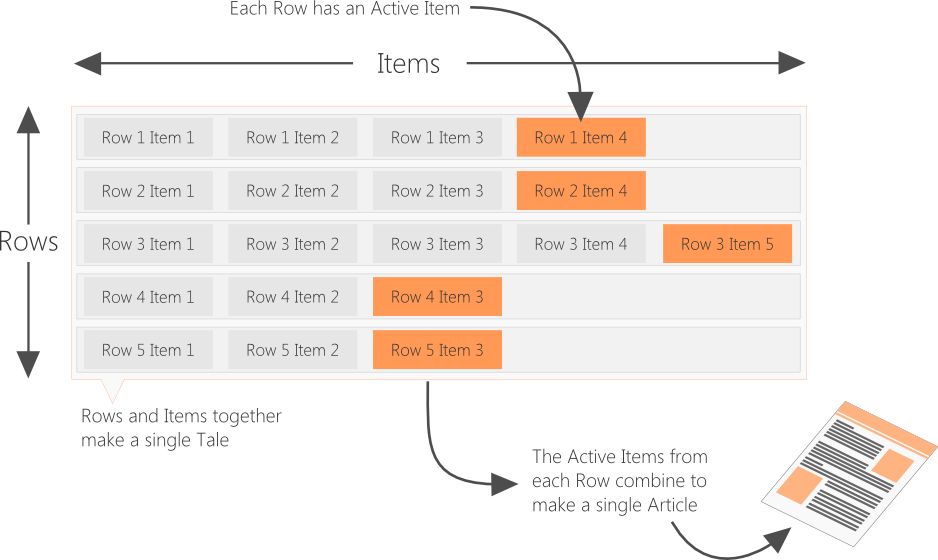 Each Row has an Active Item
Items
Rows
Row 1 Item 1 Row 1 Item 2 Row 1 Item 3 Row 1 Item 4
Row 2 Item 1 Row 2 Item 2 Row 2 Item 3 Row 2 Item 4
Row 3 Item 1 Row 3 Item 2 Row 3 Item 3 Row 3 Item 4 Row 3 Item 5
Row 4 Item 1 Row 4 Item 2 Row 4 Item 3
Row 5 Item 1 Row 5 Item 2 Row 5 Item 3
Rows and Items together
make a single Tale
The Active Items from
each Row combine to
make a single Article